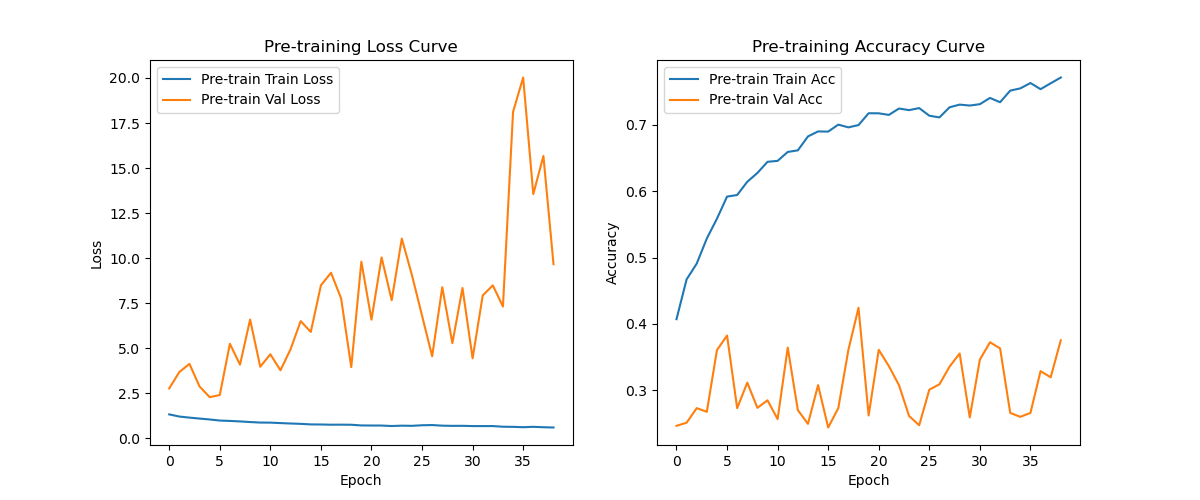 Pre-training Loss Curve
Pre-train Train Loss
Pre-train Val Loss
20.0
17.5
15.0
12.5
10.0
7.5
5.0
2.5
0.0
Loss
0 5 10 15 20 25 30 35
Epoch
Pre-training Accuracy Curve
Pre-train Train Acc
Pre-train Val Acc
0.7
0.6
0.5
0.4
0.3
Accuracy
0 5 10 15 20 25 30 35
Epoch